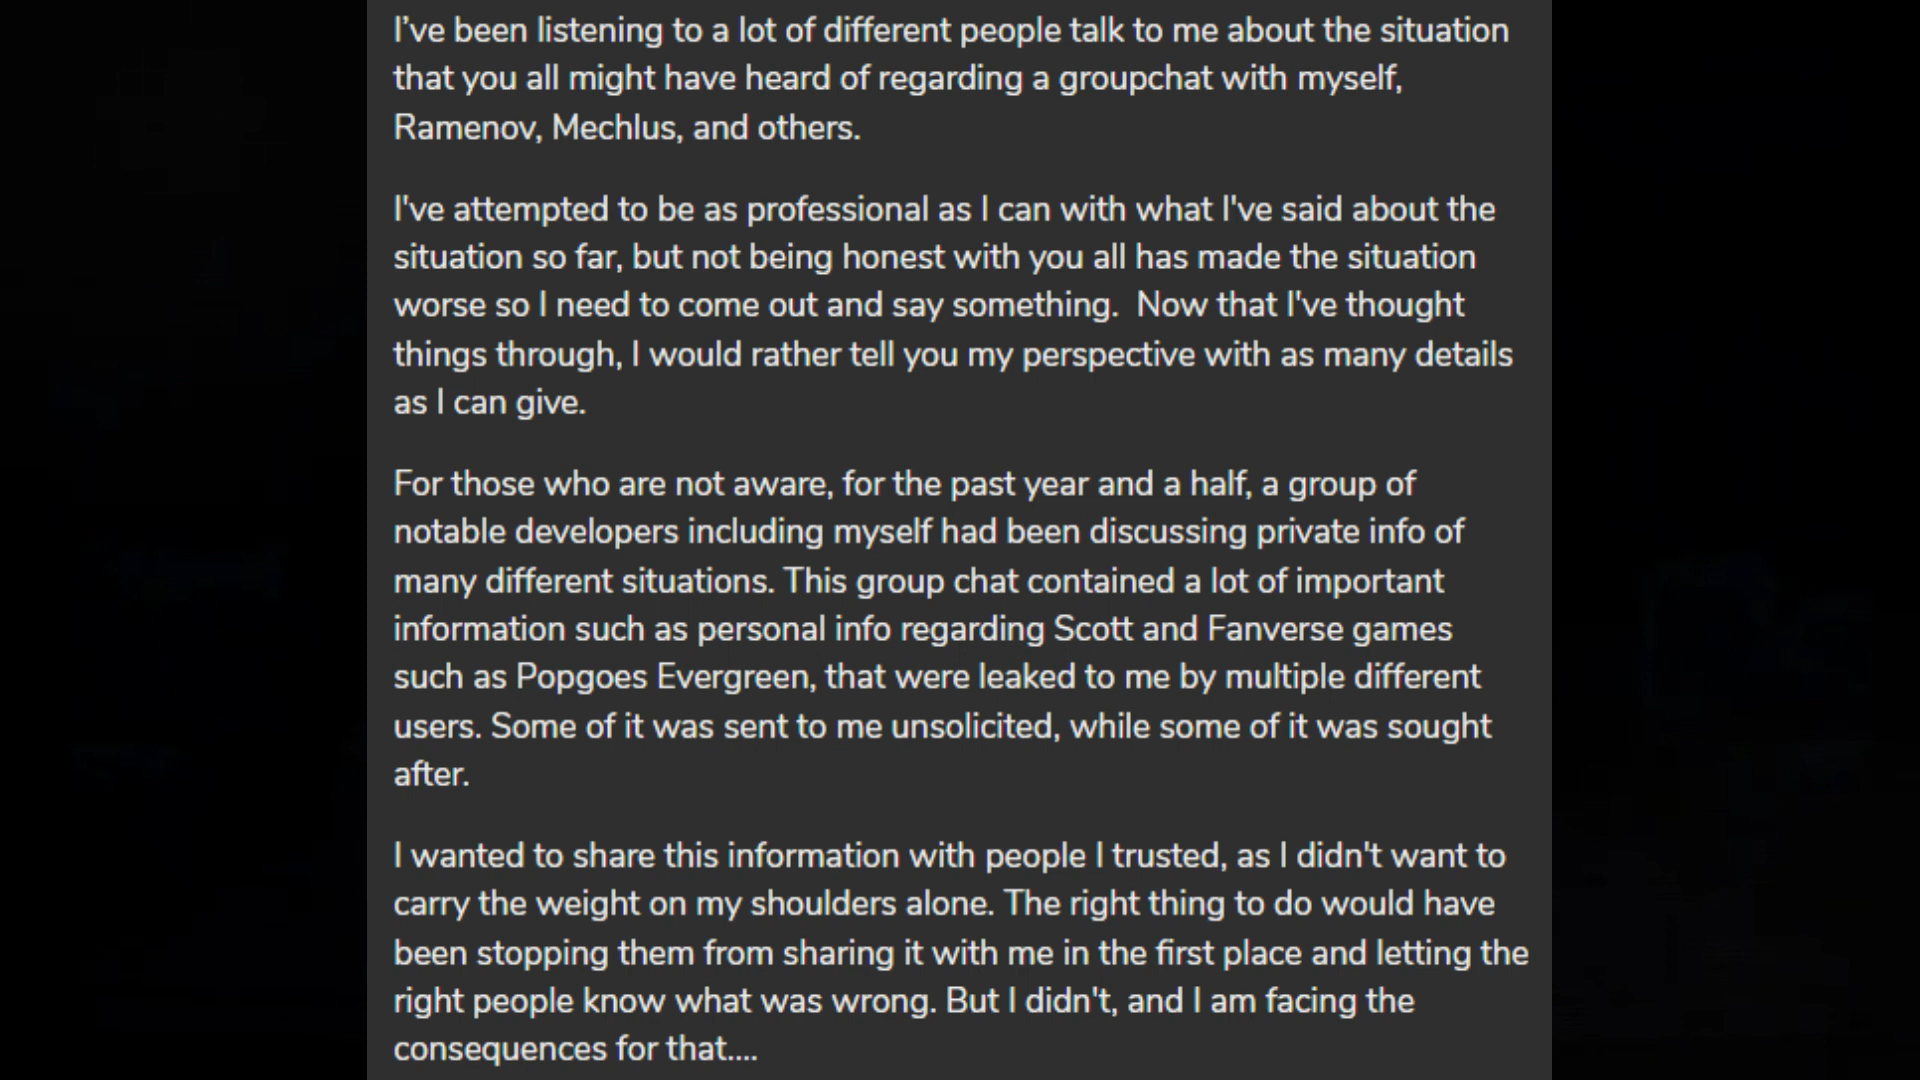 I’ve been listening to a lot of different people talk to me about the situation
that you all might have heard of regarding a groupchat with myself,
Ramenov, Mechlus, and others.
I've attempted to be as professional as I can with what I've said about the
situation so far, but not being honest with you all has made the situation
worse so I need to come out and say something.  Now that I've thought
things through, I would rather tell you my perspective with as many details
as I can give.
For those who are not aware, for the past year and a half, a group of
notable developers including myself had been discussing private info of
many different situations. This group chat contained a lot of important
information such as personal info regarding Scott and Fanverse games
such as Popgoes Evergreen, that were leaked to me by multiple different
users. Some of it was sent to me unsolicited, while some of it was sought
after.
I wanted to share this information with people I trusted, as I didn't want to
carry the weight on my shoulders alone. The right thing to do would have
been stopping them from sharing it with me in the first place and letting the
right people know what was wrong. But I didn't, and I am facing the
consequences for that....